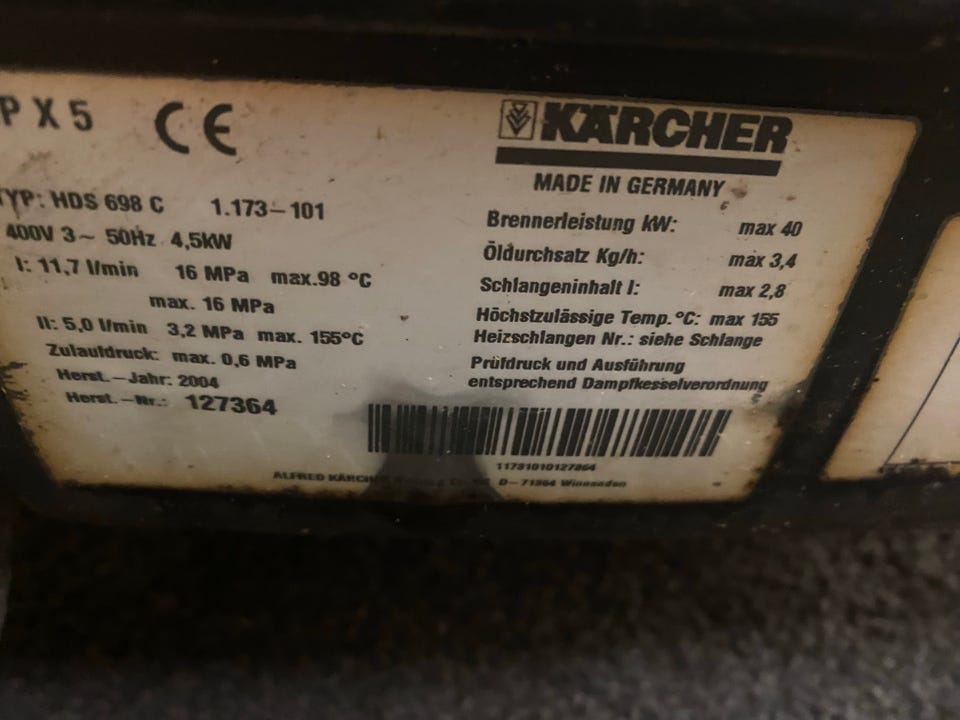 P X 5 CE
TYP: HDS 698 C 1.173-101
400V 3~ 50Hz 4,5kW
I: 11,7 l/min 16 MPa max.98 °C
max. 16 MPa
II: 5,0 l/min 3,2 MPa max. 155°C
Zulaufdruck: max. 0,6 MPa
Herst.-Jahr: 2004
Herst.-Nr.: 127364
KÄRCHER
MADE IN GERMANY
Brennerleistung kW: max 40
Öldurchsatz Kg/h: max 3,4
Schlangeninhalt l: max 2,8
Höchstzulässige Temp.°C: max 155
Heizschlangen Nr.: siehe Schlange
Prüfdruck und Ausführung
entsprechend Dampfkesselverordnung
11731010127364
ALFRED KÄRCHER Co. D-71364 Winnenden